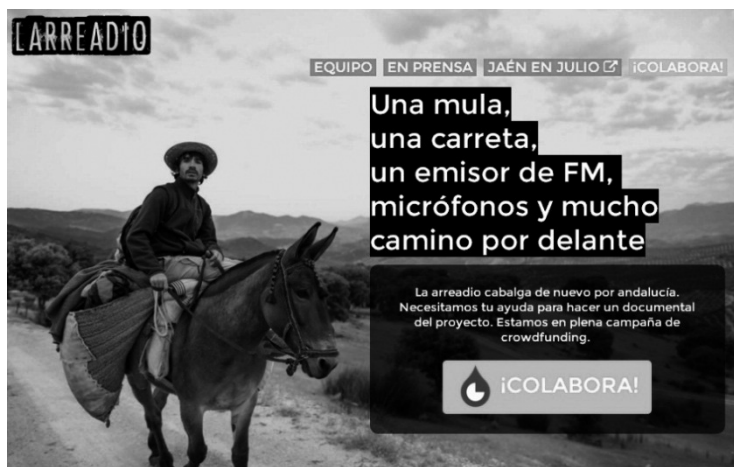 LARREADIO
EQUIPO EN PRENSA JAÉN EN JULIO ¡COLABORA!
Una mula,
una carreta,
un emisor de FM,
micrófonos y mucho
camino por delante
La arreadio cabalga de nuevo por andalucía.
Necesitamos tu ayuda para hacer un documental
del proyecto. Estamos en plena campaña de
crowdfunding.
¡COLABORA!